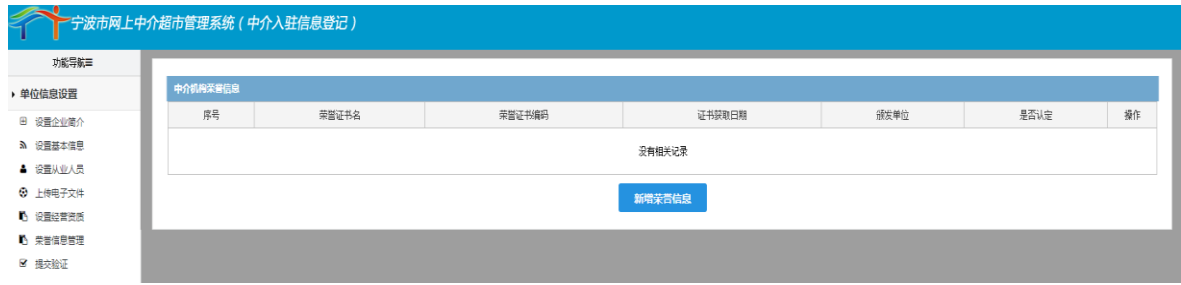 宁波市网上中介超市管理系统（中介入驻信息登记）
功能导航☰
单位信息设置
设置企业简介
设置基本信息
设置从业人员
上传电子文件
设置经营资质
荣誉信息管理
提交验证
中介机构荣誉信息
序号 荣誉证书名 荣誉证书编码 证书获取日期 颁发单位 是否认定 操作
没有相关记录
新增荣誉信息